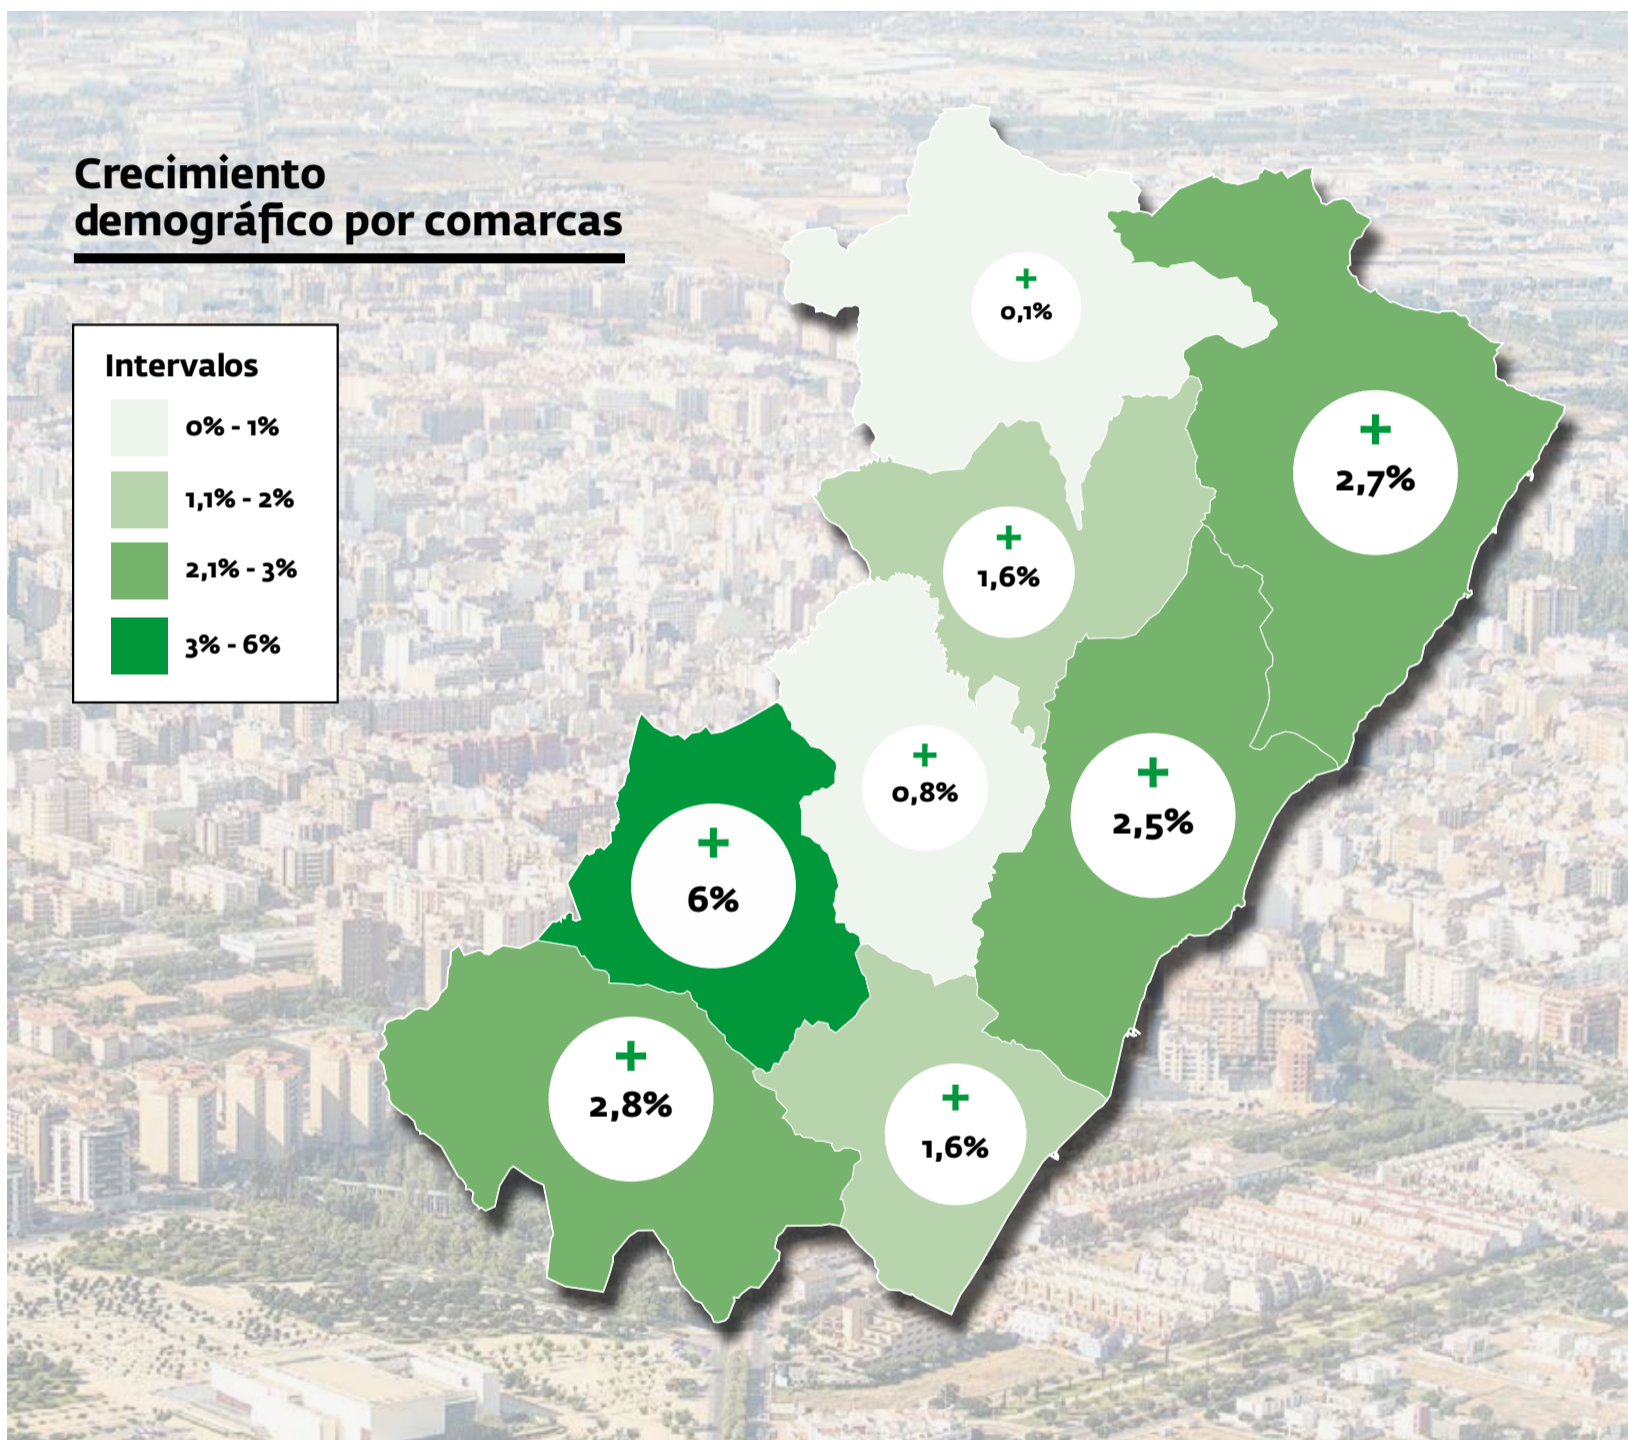 Crecimiento
demográfico por comarcas
Intervalos
0% - 1%
1,1% - 2%
2,1% - 3%
3% - 6%
+
0,1%
+
2,7%
+
1,6%
+
0,8%
+
2,5%
+
6%
+
2,8%
+
1,6%